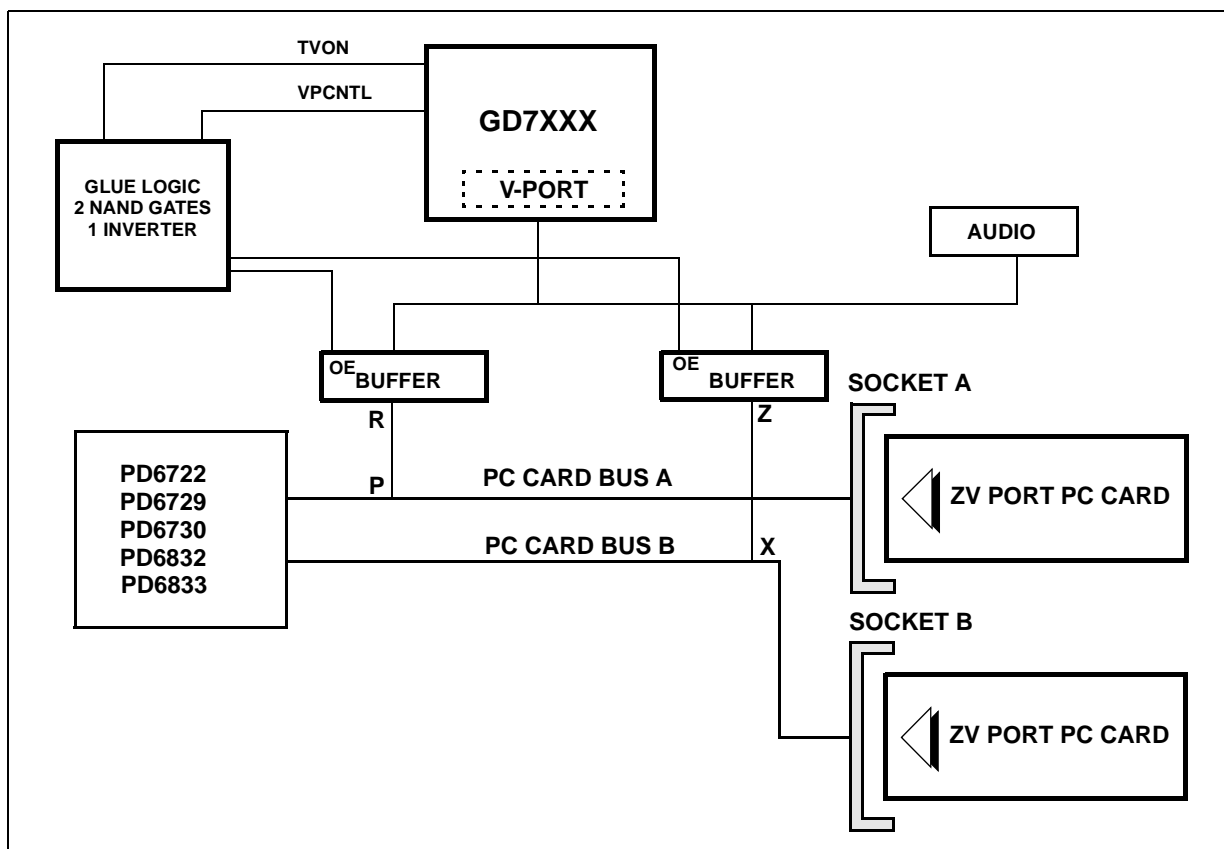 TVON
VPCNTL
GD7XXX
V-PORT
GLUE LOGIC
2 NAND GATES
1 INVERTER
AUDIO
OE
BUFFER
OE
BUFFER
R
Z
SOCKET A
PD6722
PD6729
PD6730
PD6832
PD6833
P
PC CARD BUS A
ZV PORT PC CARD
PC CARD BUS B
X
SOCKET B
ZV PORT PC CARD